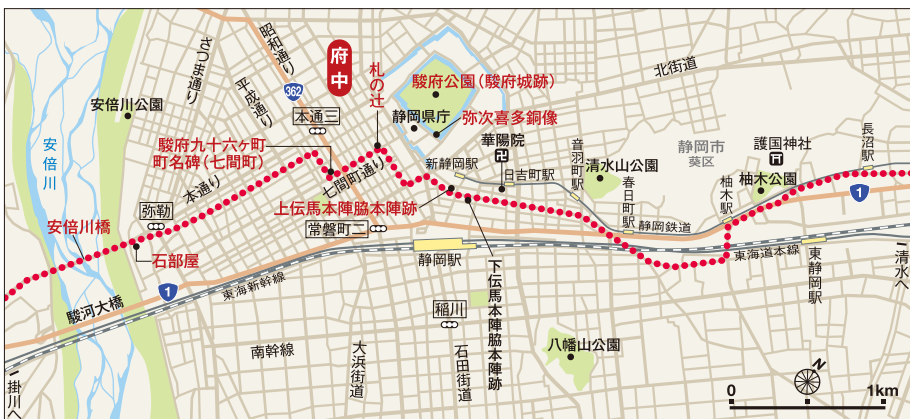 さつま通り
昭和通り
平成通り
362
府中
札の辻
駿府公園（駿府城跡）
北街道
安倍川公園
本通三
静岡県庁
弥次喜多銅像
華陽院
安倍川
駿府九十六ヶ町
町名碑（七間町）
七間町通り
新静岡駅
日吉町駅
音羽町駅
清水山公園
静岡市
葵区
護国神社
長沼駅
本通り
上伝馬本陣脇本陣跡
春日町駅
柚木駅
柚木公園
1
安倍川橋
弥勒
常磐町二
静岡鉄道
石部屋
静岡駅
下伝馬本陣脇本陣跡
東海道本線
東静岡駅
清水へ
1
東海新幹線
駿河大橋
稲川
南幹線
大浜街道
石田街道
八幡山公園
掛川へ
N
0
1km